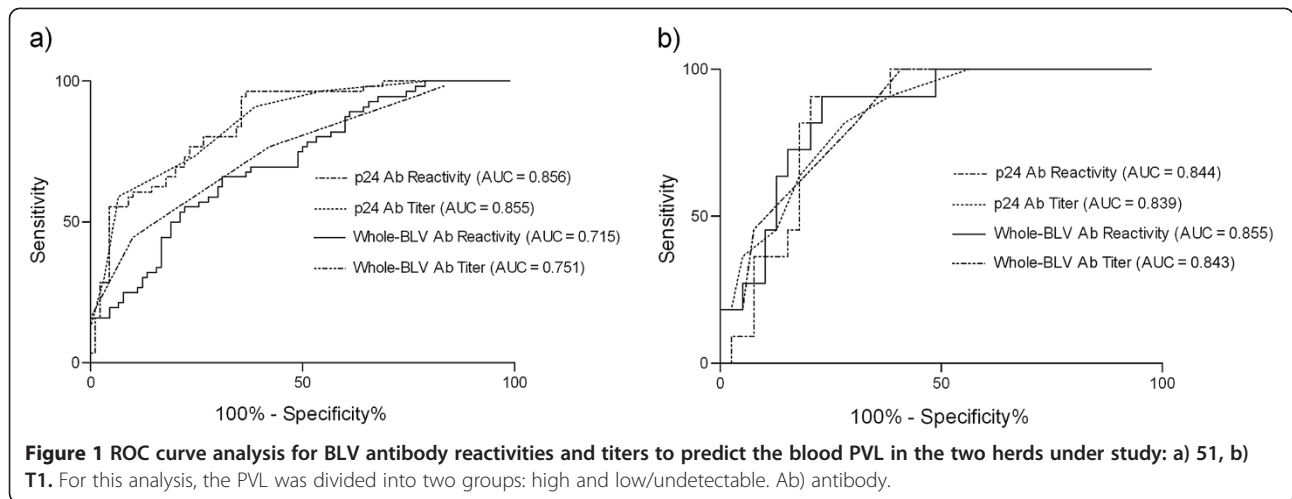 a)
100
50
0
Sensitivity
p24 Ab Reactivity (AUC = 0.856)
p24 Ab Titer (AUC = 0.855)
Whole-BLV Ab Reactivity (AUC = 0.715)
Whole-BLV Ab Titer (AUC = 0.751)
0 50 100
100% - Specificity%
b)
100
50
0
Sensitivity
p24 Ab Reactivity (AUC = 0.844)
p24 Ab Titer (AUC = 0.839)
Whole-BLV Ab Reactivity (AUC = 0.855)
Whole-BLV Ab Titer (AUC = 0.843)
0 50 100
100% - Specificity%
Figure 1 ROC curve analysis for BLV antibody reactivities and titers to predict the blood PVL in the two herds under study: a) 51, b)
T1. For this analysis, the PVL was divided into two groups: high and low/undetectable. Ab) antibody.